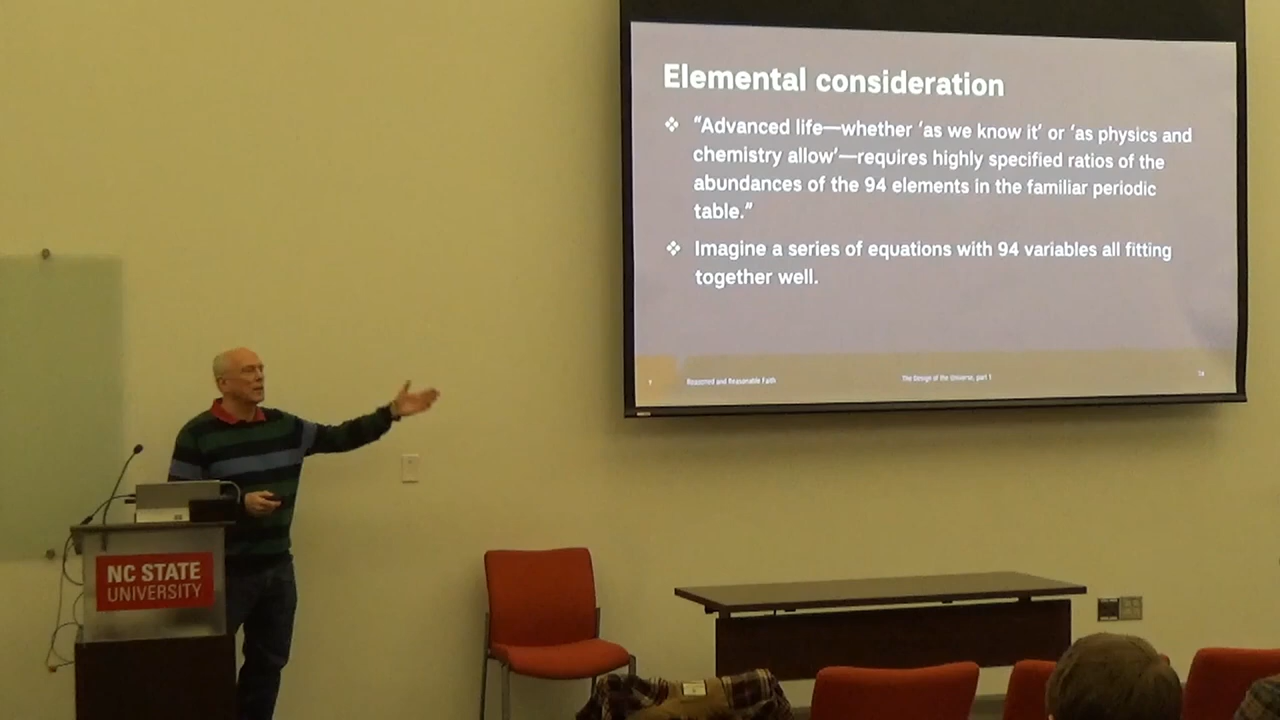 Elemental consideration
❖ "Advanced life—whether 'as we know it' or 'as physics and
chemistry allow'—requires highly specified ratios of the
abundances of the 94 elements in the familiar periodic
table."
❖ Imagine a series of equations with 94 variables all fitting
together well.
Reasoned and Reasonable Faith
The Design of the Universe, part 1
NC STATE
UNIVERSITY